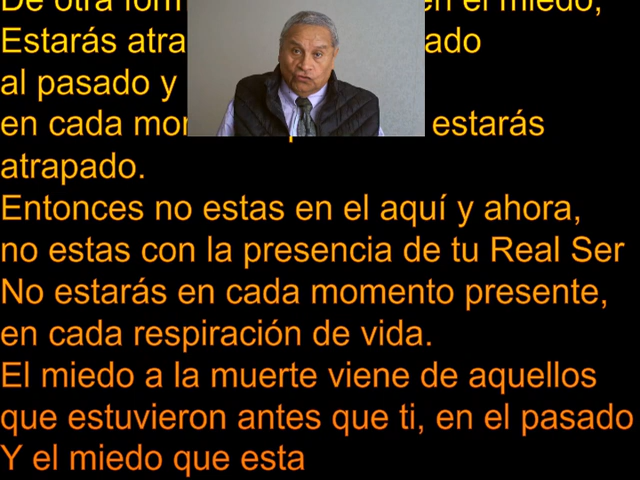 De otra en el miedo,
Estarás atra ado
al pasado y
en cada mo estarás
atrapado.
Entonces no estas en el aquí y ahora,
no estas con la presencia de tu Real Ser
No estarás en cada momento presente,
en cada respiración de vida.
El miedo a la muerte viene de aquellos
que estuvieron antes que ti, en el pasado
Y el miedo que esta